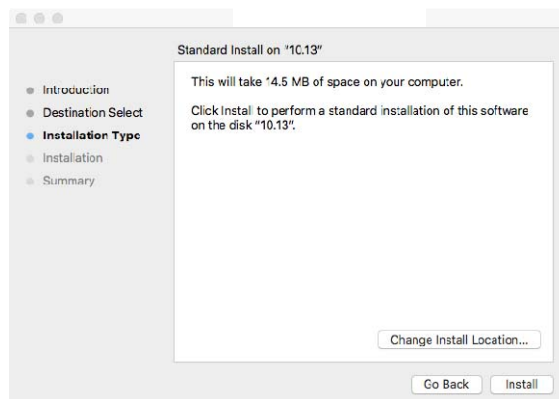 Standard Install on "10.13"
Introduction
Destination Select
Installation Type
Installation
Summary
This will take 14.5 MB of space on your computer.
Click Install to perform a standard installation of this software
on the disk "10.13".
Change Install Location...
Go Back
Install